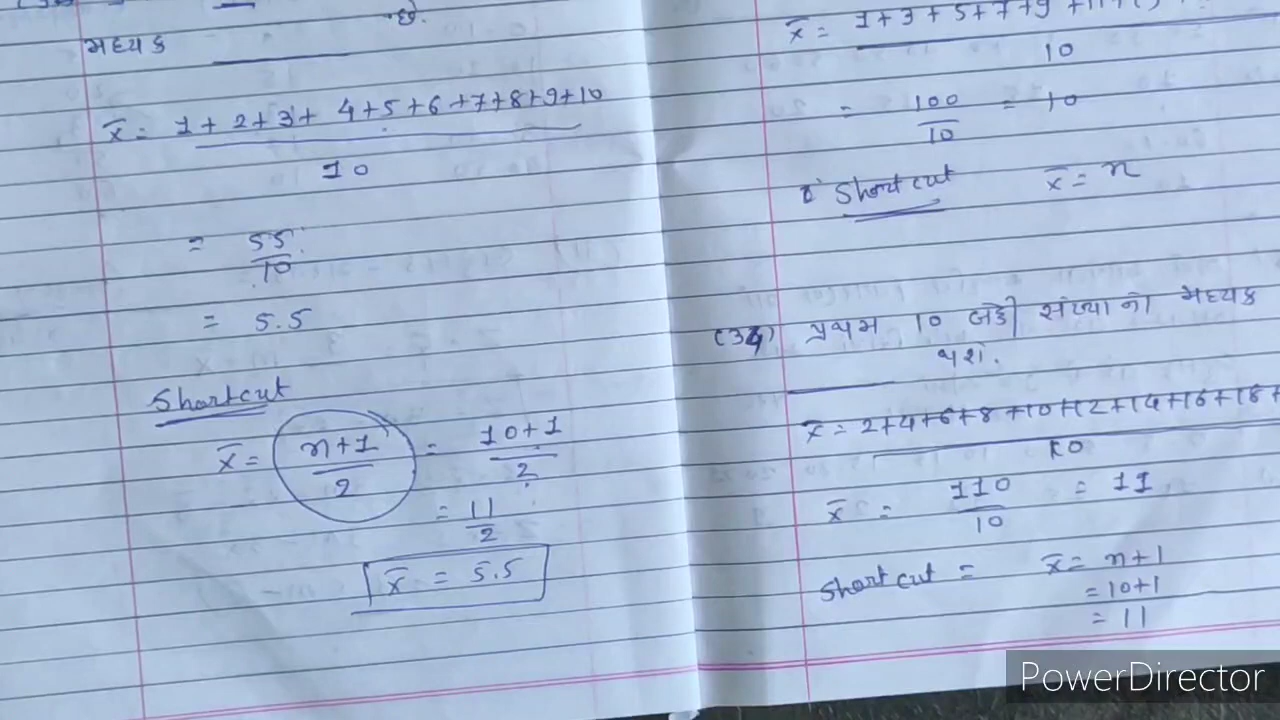 छे.
મધ્યક
x̄ = 1 + 2 + 3 + 4 + 5 + 6 + 7 + 8 + 9 + 10
10
= 55
10
= 5.5
Shortcut
x̄ = n+1 = 10+1
2 2
= 11
2
x̄ = 5.5
x̄ = 1 + 3 + 5 + 7 + 9 + 11 +
10
= 100 = 10
10
Shortcut x̄ = n
(34) પ્રથમ 10 સંખ્યાનો મધ્યક
થશે.
x̄ = 2+4+6+8+10+12+14+16+18+
10
x̄ = 110 = 11
10
Shortcut = x̄ = n+1
= 10+1
= 11
PowerDirector